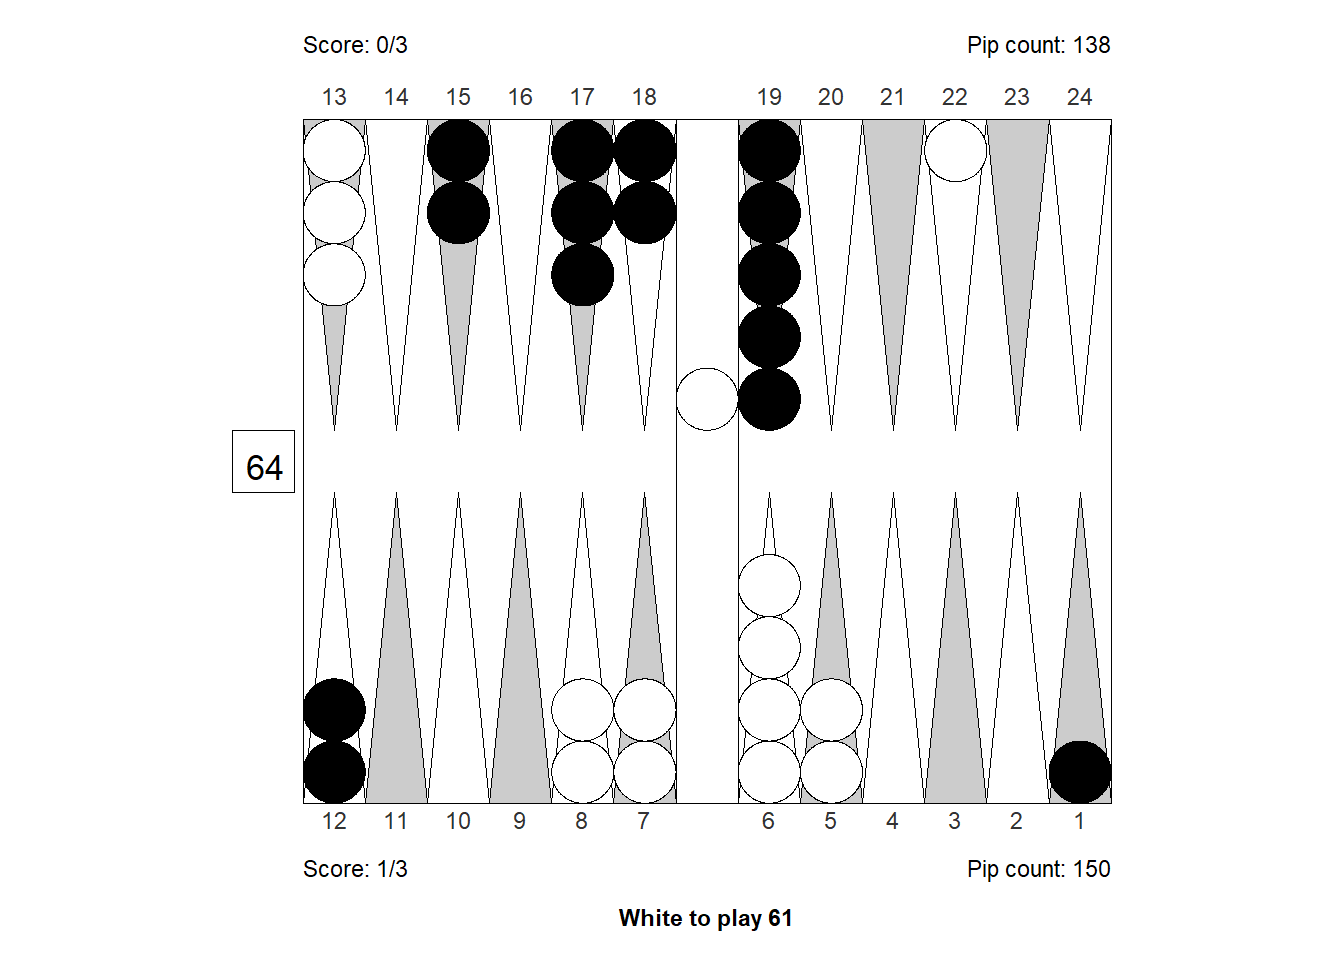 Score: 0/3 Pip count: 138
13 14 15 16 17 18 19 20 21 22 23 24
64
12 11 10 9 8 7 6 5 4 3 2 1
Score: 1/3 Pip count: 150
White to play 61